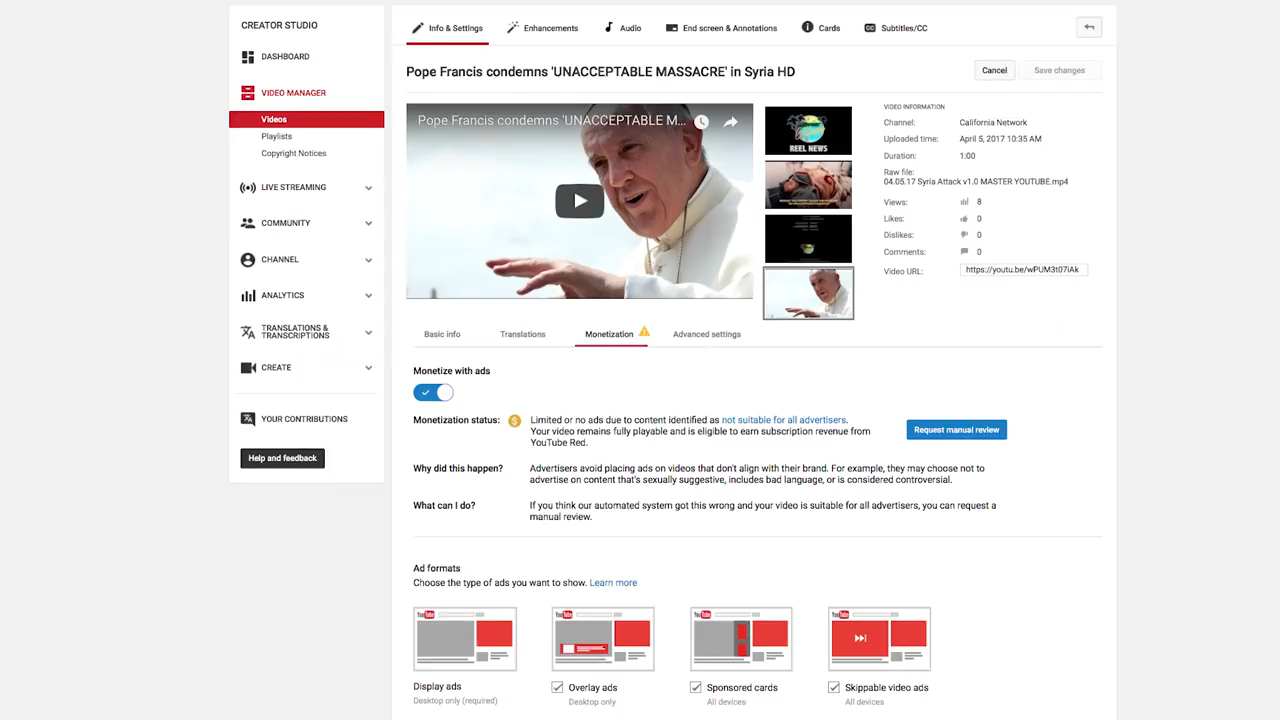 CREATOR STUDIO
DASHBOARD
VIDEO MANAGER
Videos
Playlists
Copyright Notices
LIVE STREAMING
COMMUNITY
CHANNEL
ANALYTICS
TRANSLATIONS &
TRANSCRIPTIONS
CREATE
YOUR CONTRIBUTIONS
Help and feedback
Info & Settings
Enhancements
Audio
End screen & Annotations
Cards
CC
Subtitles/CC
Pope Francis condemns 'UNACCEPTABLE MASSACRE' in Syria HD
Cancel
Save changes
Pope Francis condemns 'UNACCEPTABLE M...
REEL NEWS
VIDEO INFORMATION
Channel: California Network
Uploaded time: April 5, 2017 10:35 AM
Duration: 1:00
Raw file
04.05.17 Syria Attack v1.0 MASTER YOUTUBE.mp4
Views: 8
Likes: 0
Dislikes: 0
Comments: 0
Video URL: https://youtu.be/wPUM3t07iAk
Basic info
Translations
Monetization
Advanced settings
Monetize with ads
Monetization status:
$
Limited or no ads due to content identified as not suitable for all advertisers.
Your video remains fully playable and is eligible to earn subscription revenue from
YouTube Red.
Request manual review
Why did this happen?
Advertisers avoid placing ads on videos that don't align with their brand. For example, they may choose not to
advertise on content that's sexually suggestive, includes bad language, or is considered controversial.
What can I do?
If you think our automated system got this wrong and your video is suitable for all advertisers, you can request a
manual review.
Ad formats
Choose the type of ads you want to show. Learn more
YouTube
YouTube
YouTube
YouTube
Display ads
Desktop only (required)
Overlay ads
Desktop only
Sponsored cards
All devices
Skippable video ads
All devices